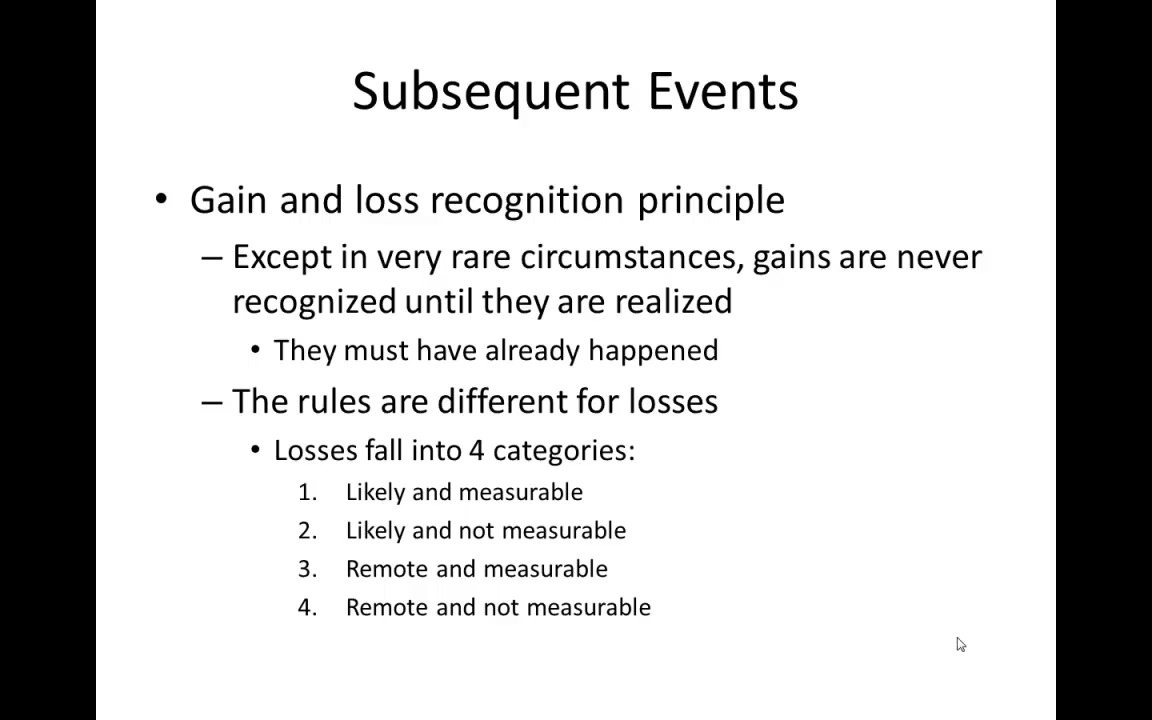 Subsequent Events
• Gain and loss recognition principle
– Except in very rare circumstances, gains are never
recognized until they are realized
• They must have already happened
– The rules are different for losses
• Losses fall into 4 categories:
1. Likely and measurable
2. Likely and not measurable
3. Remote and measurable
4. Remote and not measurable